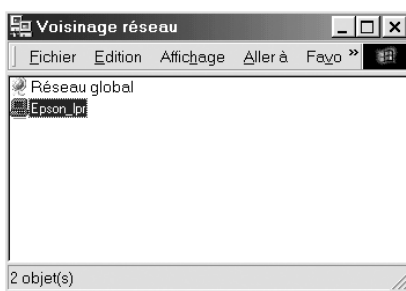 Voisinage réseau
Fichier Edition Affichage Aller à Favo »
Réseau global
Epson_lpr
2 objet(s)